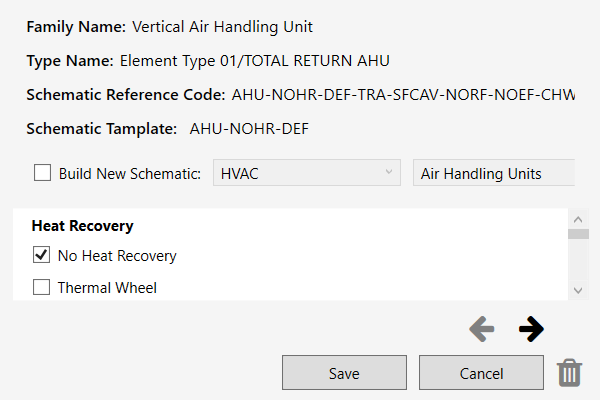 Family Name: Vertical Air Handling Unit
Type Name: Element Type 01/TOTAL RETURN AHU
Schematic Reference Code: AHU-NOHR-DEF-TRA-SFCAV-NORF-NOEF-CHW
Schematic Tamplate: AHU-NOHR-DEF
Build New Schematic: HVAC Air Handling Units
Heat Recovery
No Heat Recovery
Thermal Wheel
Save Cancel